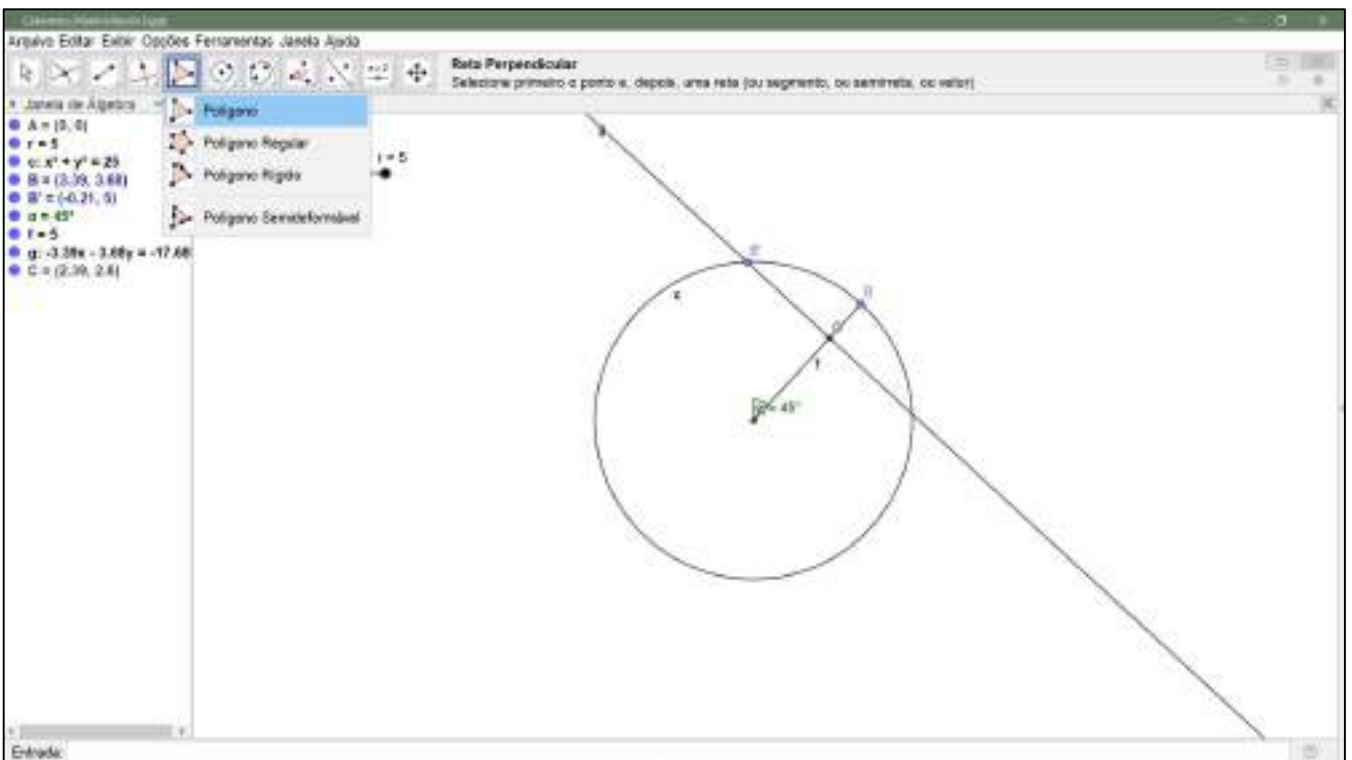 Arquivo Editar Exibir Opções Ferramentas Janela Ajuda
Reta Perpendicular
Selecione primeiro o ponto e, depois, uma reta (ou segmento, ou semirreta, ou vetor)
Janela de Álgebra
A = (0, 0)
r = 5
c: x² + y² = 25
B = (3.39, 3.68)
B' = (-0.21, 5)
α = 45°
f = 5
g: -3.39x - 3.68y = -17.68
C = (2.39, 2.6)
Polígono
Polígono Regular
Polígono Rígido
Polígono Semideformável
r = 5
g
B'
c
B
C
f
= 45°
Entrada: